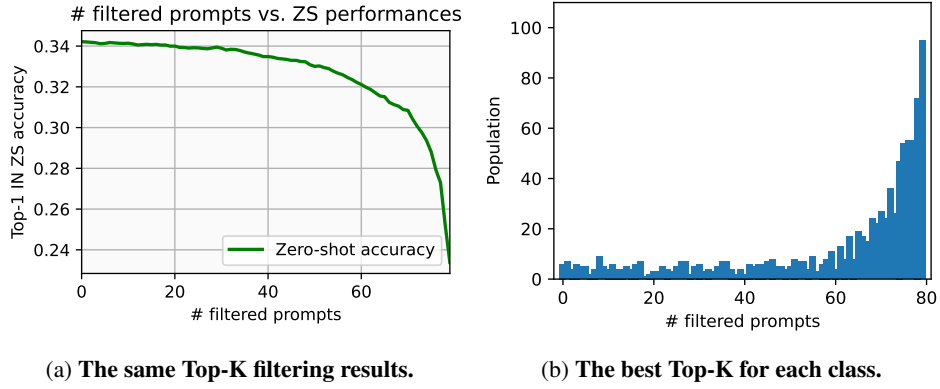 # filtered prompts vs. ZS performances
Top-1 IN ZS accuracy
0.34
0.32
0.30
0.28
0.26
0.24
Zero-shot accuracy
0 20 40 60
# filtered prompts
(a) The same Top-K filtering results.
Population
100
80
60
40
20
0
0 20 40 60 80
# filtered prompts
(b) The best Top-K for each class.